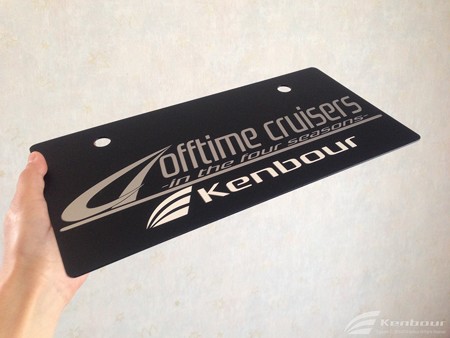 offtime cruisers
-in the four seasons-
Kenbour
Kenbour